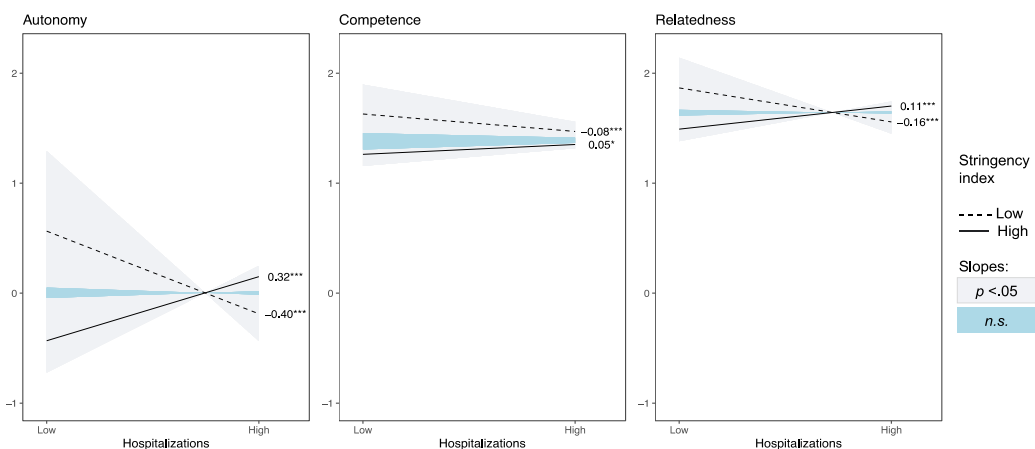 Autonomy
2
1
0
−1
0.32***
−0.40***
Low
High
Hospitalizations
Competence
2
1
0
−1
−0.08***
0.05*
Low
High
Hospitalizations
Relatedness
2
1
0
−1
0.11***
−0.16***
Low
High
Hospitalizations
Stringency
index
Low
High
Slopes:
p <.05
n.s.